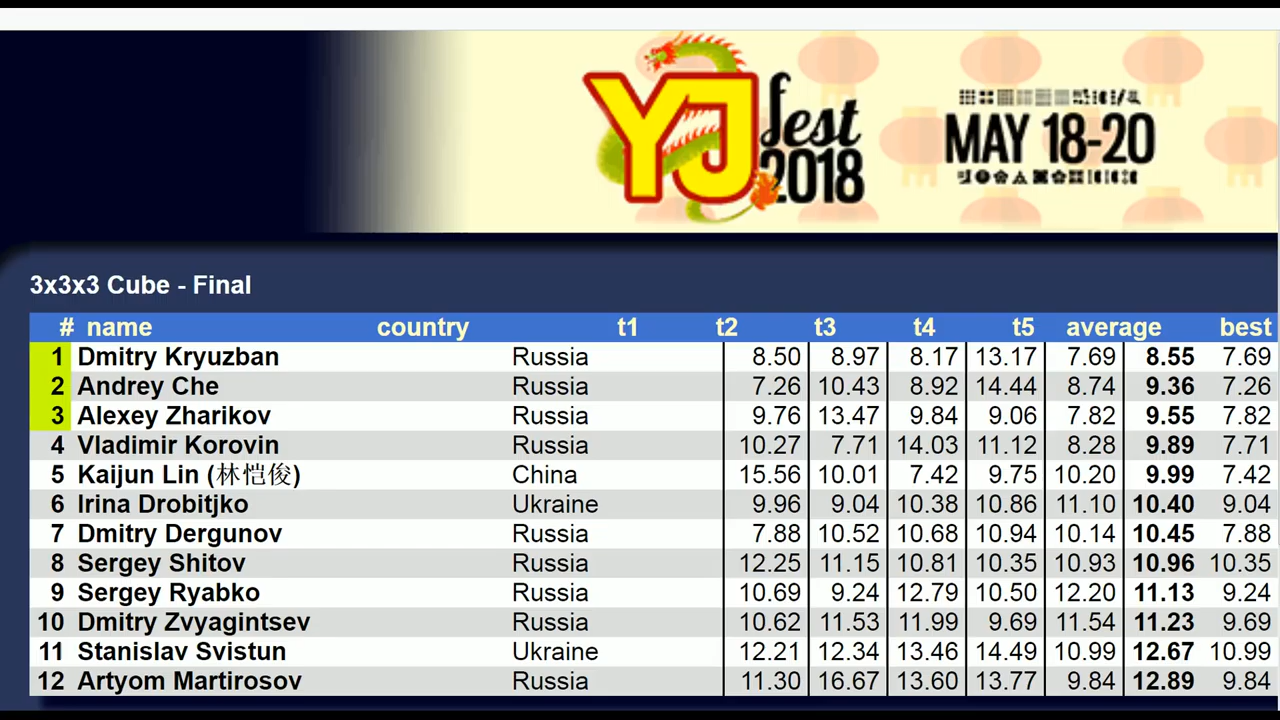 YJ fest 2018
MAY 18-20
3x3x3 Cube - Final
# name country t1 t2 t3 t4 t5 average best
1 Dmitry Kryuzban Russia 8.50 8.97 8.17 13.17 7.69 8.55 7.69
2 Andrey Che Russia 7.26 10.43 8.92 14.44 8.74 9.36 7.26
3 Alexey Zharikov Russia 9.76 13.47 9.84 9.06 7.82 9.55 7.82
4 Vladimir Korovin Russia 10.27 7.71 14.03 11.12 8.28 9.89 7.71
5 Kaijun Lin (林恺俊) China 15.56 10.01 7.42 9.75 10.20 9.99 7.42
6 Irina Drobitjko Ukraine 9.96 9.04 10.38 10.86 11.10 10.40 9.04
7 Dmitry Dergunov Russia 7.88 10.52 10.68 10.94 10.14 10.45 7.88
8 Sergey Shitov Russia 12.25 11.15 10.81 10.35 10.93 10.96 10.35
9 Sergey Ryabko Russia 10.69 9.24 12.79 10.50 12.20 11.13 9.24
10 Dmitry Zvyagintsev Russia 10.62 11.53 11.99 9.69 11.54 11.23 9.69
11 Stanislav Svistun Ukraine 12.21 12.34 13.46 14.49 10.99 12.67 10.99
12 Artyom Martirosov Russia 11.30 16.67 13.60 13.77 9.84 12.89 9.84